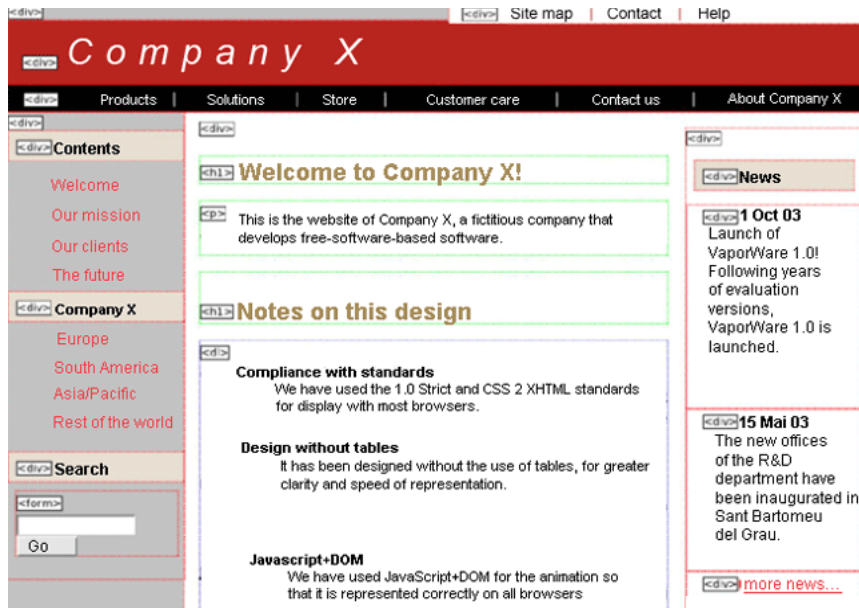 <div>
<div> Site map | Contact | Help
<div> Company X
<div> Products | Solutions | Store | Customer care | Contact us | About Company X
<div>
<div> Contents
Welcome
Our mission
Our clients
The future
<div> Company X
Europe
South America
Asia/Pacific
Rest of the world
<div> Search
<form>
Go
<div>
<h1> Welcome to Company X!
<p> This is the website of Company X, a fictitious company that
develops free-software-based software.
<h1> Notes on this design
<dl>
Compliance with standards
We have used the 1.0 Strict and CSS 2 XHTML standards
for display with most browsers.
Design without tables
It has been designed without the use of tables, for greater
clarity and speed of representation.
Javascript+DOM
We have used JavaScript+DOM for the animation so
that it is represented correctly on all browsers
<div>
<div> News
<div> 1 Oct 03
Launch of
VaporWare 1.0!
Following years
of evaluation
versions,
VaporWare 1.0 is
launched.
<div> 15 Mai 03
The new offices
of the R&D
department have
been inaugurated in
Sant Bartomeu
del Grau.
<div> more news...